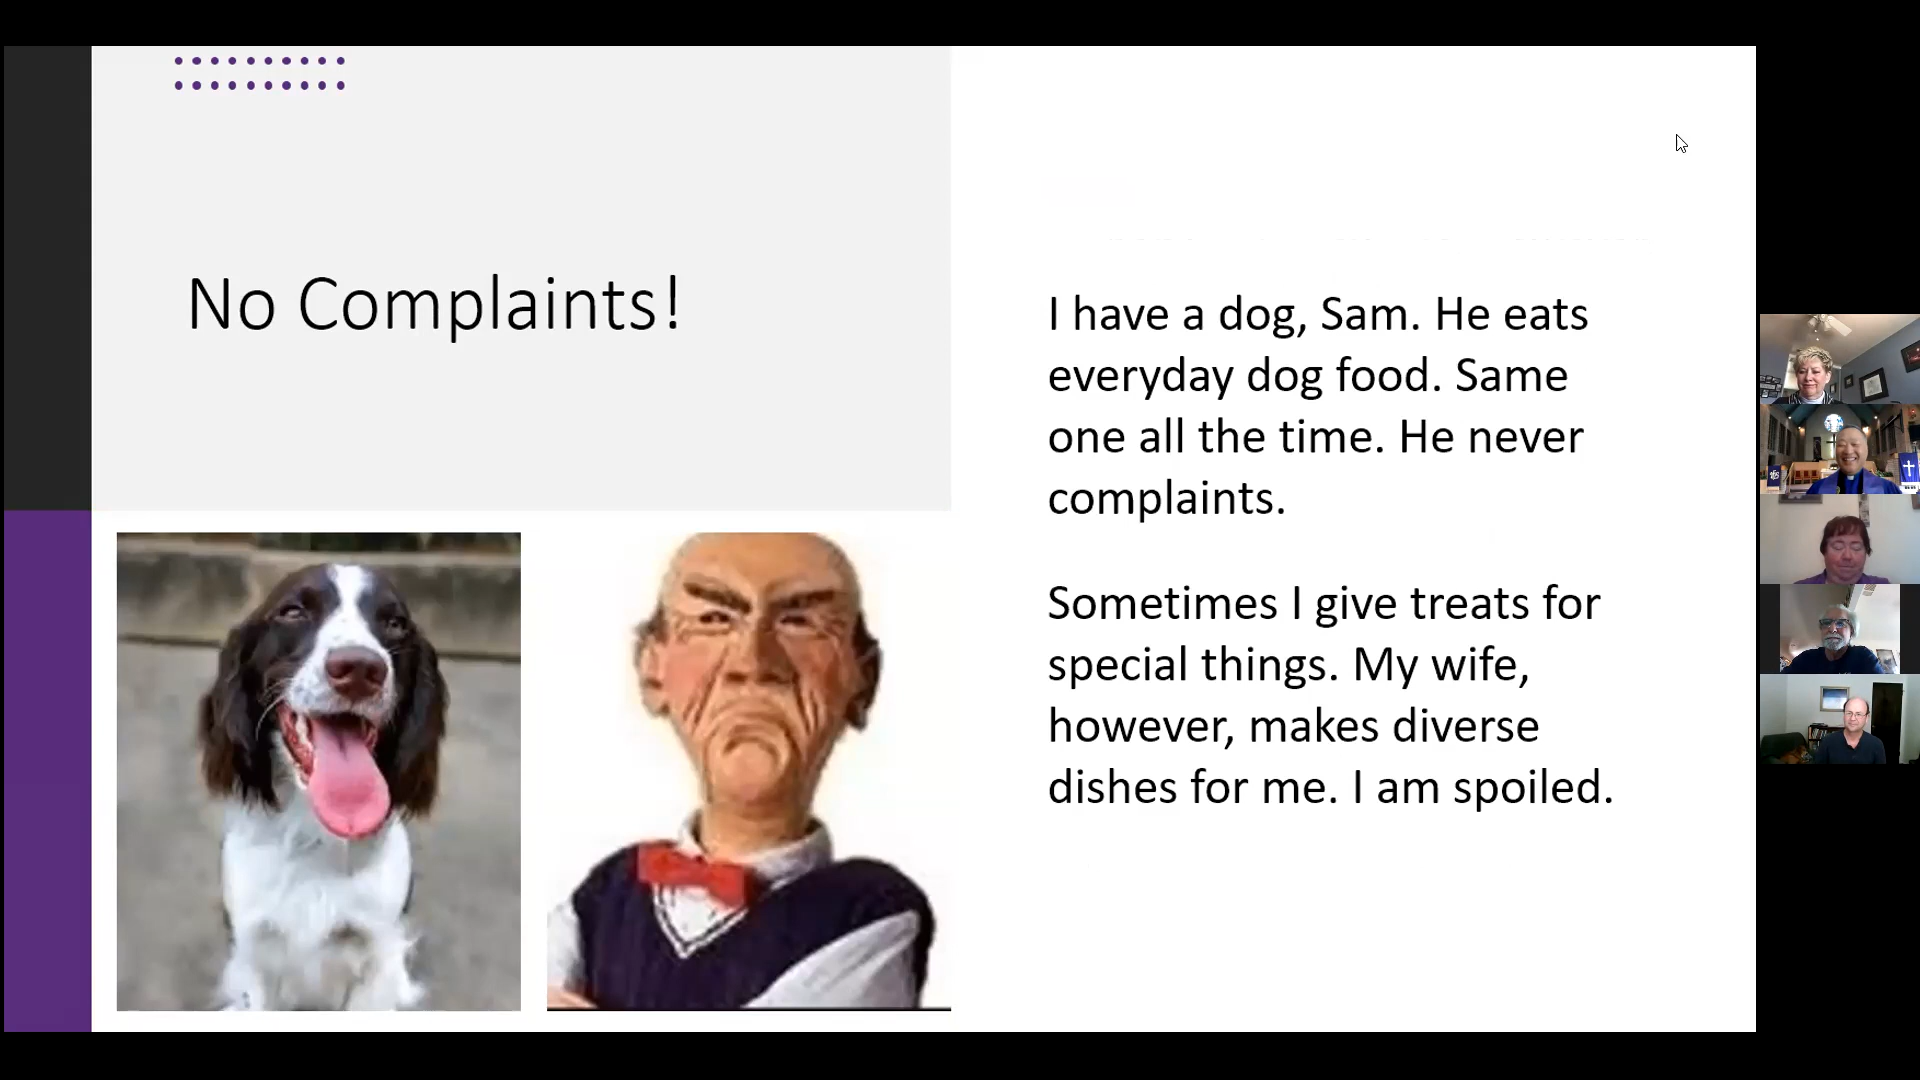 No Complaints!
I have a dog, Sam. He eats
everyday dog food. Same
one all the time. He never
complaints.
Sometimes I give treats for
special things. My wife,
however, makes diverse
dishes for me. I am spoiled.